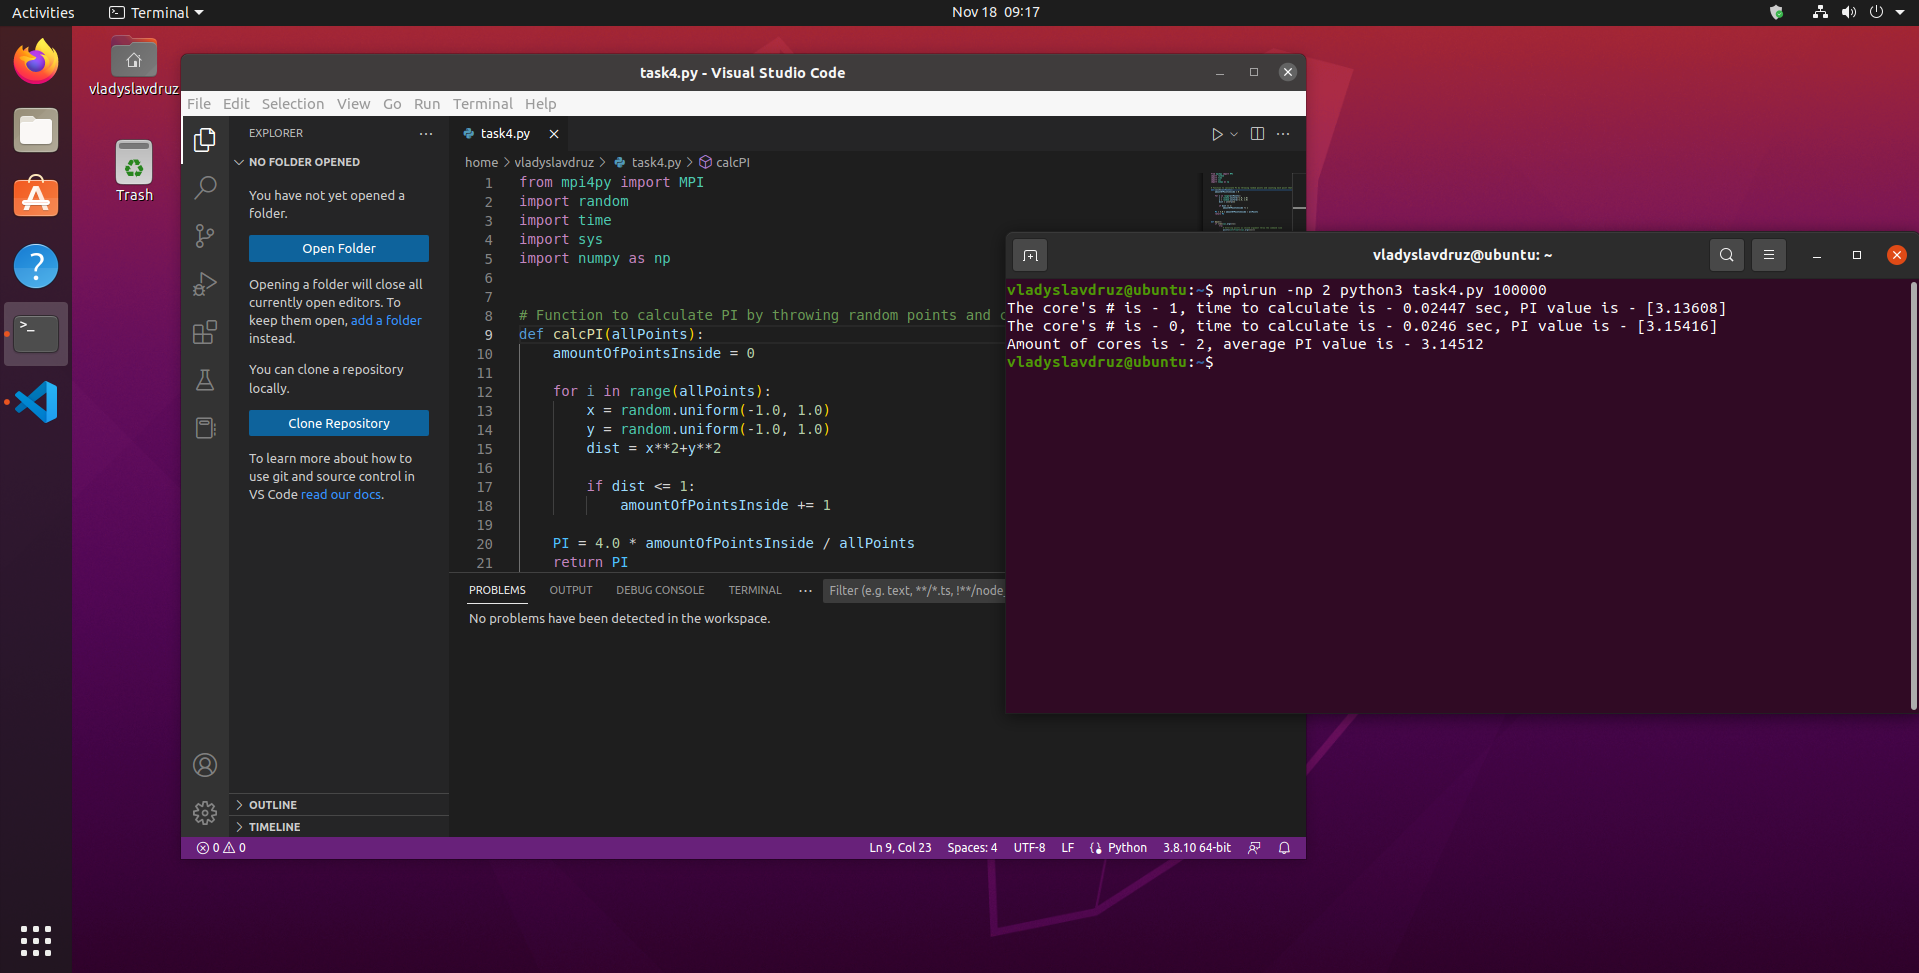 Activities
Terminal
Nov 18 09:17
vladyslavdruz
Trash
task4.py - Visual Studio Code
File Edit Selection View Go Run Terminal Help
EXPLORER
NO FOLDER OPENED
You have not yet opened a
folder.
Open Folder
Opening a folder will close all
currently open editors. To
keep them open, add a folder
instead.
You can clone a repository
locally.
Clone Repository
To learn more about how to
use git and source control in
VS Code read our docs.
OUTLINE
TIMELINE
task4.py
home > vladyslavdruz > task4.py > calcPI
1 from mpi4py import MPI
2 import random
3 import time
4 import sys
5 import numpy as np
6
7
8 # Function to calculate PI by throwing random points and
9 def calcPI(allPoints):
10 amountOfPointsInside = 0
11
12 for i in range(allPoints):
13 x = random.uniform(-1.0, 1.0)
14 y = random.uniform(-1.0, 1.0)
15 dist = x**2+y**2
16
17 if dist <= 1:
18 amountOfPointsInside += 1
19
20 PI = 4.0 * amountOfPointsInside / allPoints
21 return PI
PROBLEMS OUTPUT DEBUG CONSOLE TERMINAL ··· Filter (e.g. text, **/*.ts, !**/node_
No problems have been detected in the workspace.
0 0
Ln 9, Col 23 Spaces: 4 UTF-8 LF Python 3.8.10 64-bit
vladyslavdruz@ubuntu: ~
vladyslavdruz@ubuntu:~$ mpirun -np 2 python3 task4.py 100000
The core's # is - 1, time to calculate is - 0.02447 sec, PI value is - [3.13608]
The core's # is - 0, time to calculate is - 0.0246 sec, PI value is - [3.15416]
Amount of cores is - 2, average PI value is - 3.14512
vladyslavdruz@ubuntu:~$